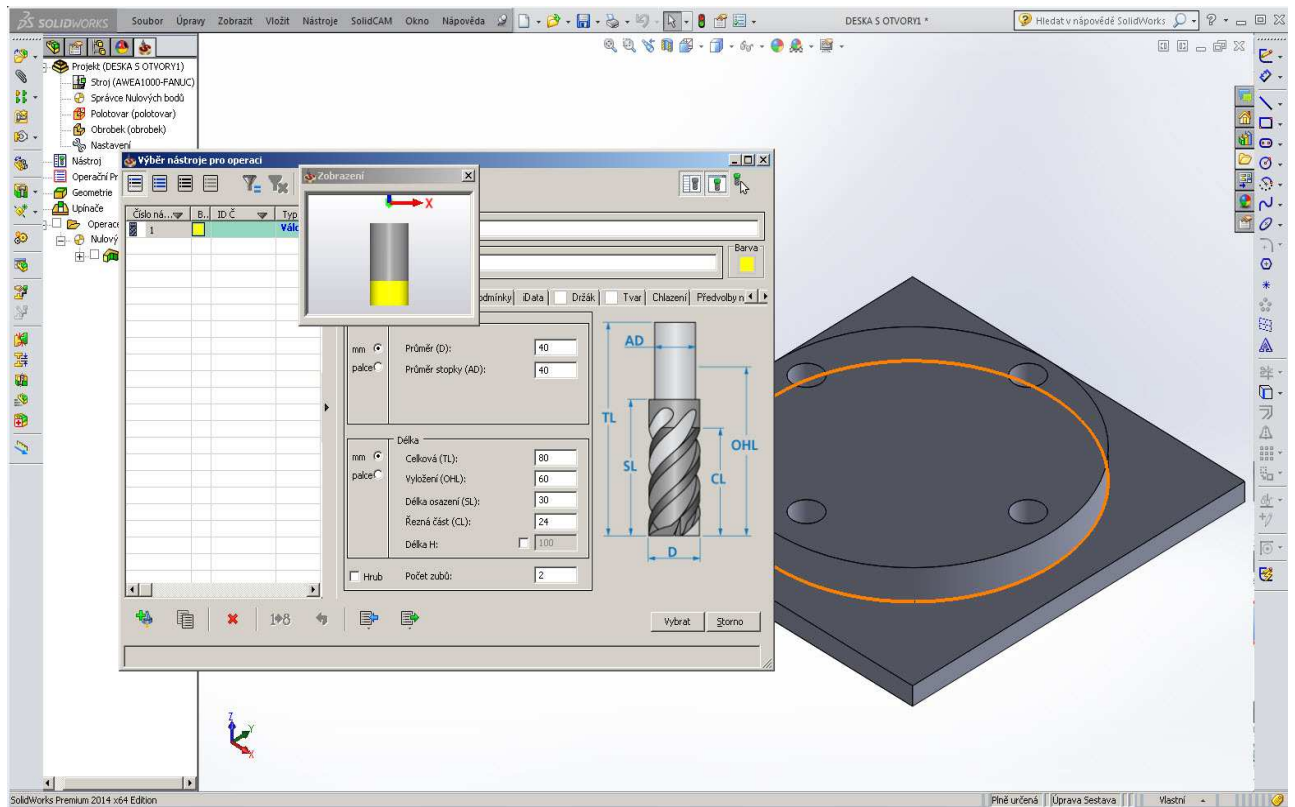 SOLIDWORKS Soubor Úpravy Zobrazit Vložit Nástroje SolidCAM Okno Nápověda DESKA S OTVORY1 * Hledat v nápovědě SolidWorks
Projekt (DESKA S OTVORY1)
Stroj (AWEA1000-FANUC)
Správce Nulových bodů
Polotovar (polotovar)
Obrobek (obrobek)
Nastavení
Nástroj
Operační Pr
Geometrie
Upínače
Operace
Nulový
Výběr nástroje pro operaci
Zobrazení
X
Číslo ná... B.. ID Č Typ
1 Válc
Barva
odmínky iData Držák Tvar Chlazení Předvolby n
mm Průměr (D): 40
palce Průměr stopky (AD): 40
Délka
mm Celková (TL): 80
palce Vyložení (OHL): 60
Délka osazení (SL): 30
Řezná část (CL): 24
Délka H: 100
Hrub Počet zubů: 2
AD
TL
OHL
SL
CL
D
Vybrat Storno
Z
Y
X
SolidWorks Premium 2014 x64 Edition Plně určená Úprava Sestava Vlastní